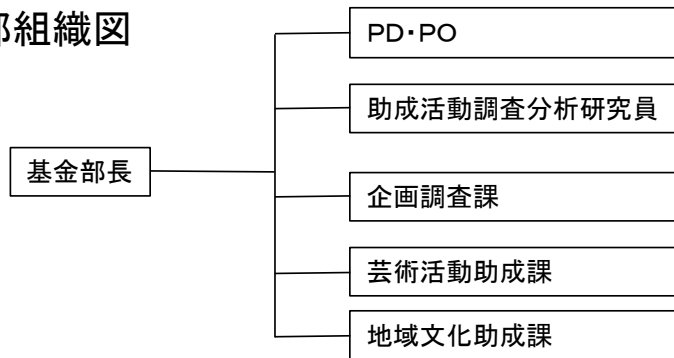 部組織図
PD・PO
助成活動調査分析研究員
基金部長
企画調査課
芸術活動助成課
地域文化助成課